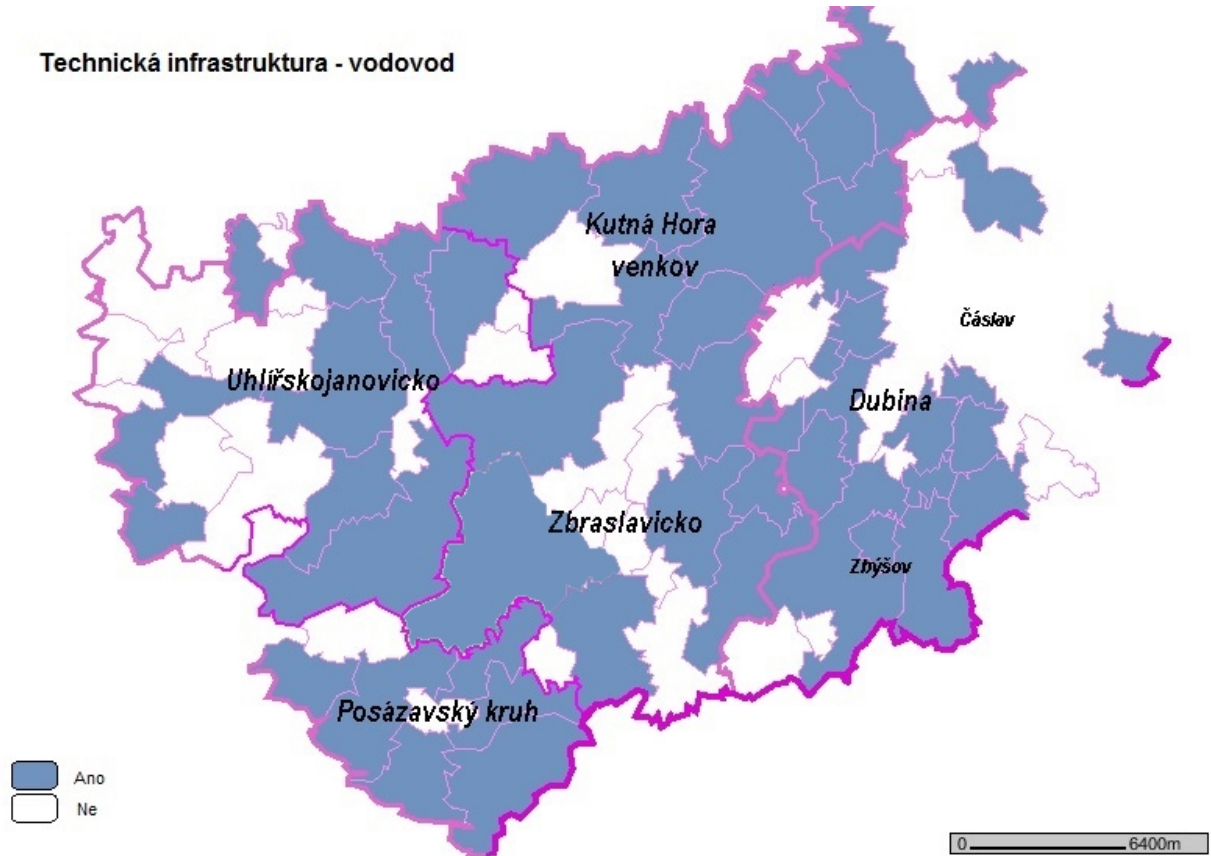 Technická infrastruktura - vodovod
Kutná Hora
venkov
Čáslav
Uhlířskojanovicko
Dubina
Zbraslavicko
Zbýšov
Posázavský kruh
Ano
Ne
0 6400m